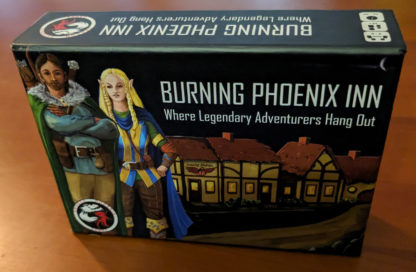 BURNING PHOENIX INN
Where Legendary Adventurers Hang Out
BURNING PHOENIX INN
Where Legendary Adventurers Hang Out